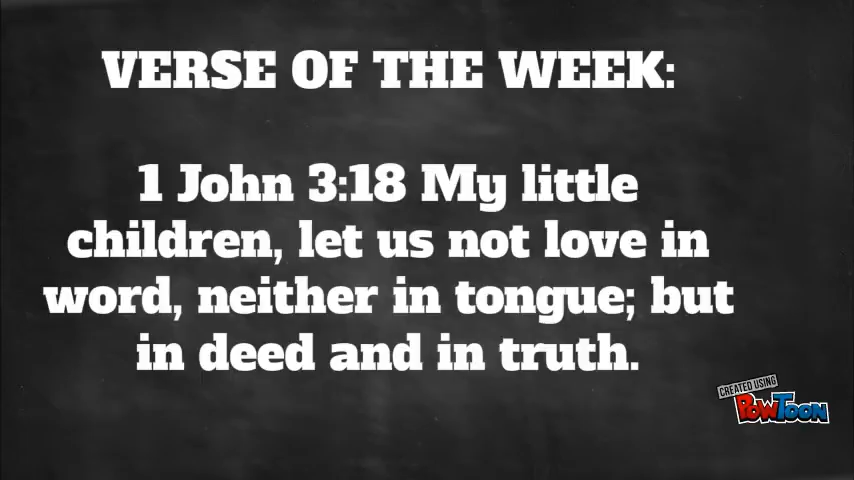 VERSE OF THE WEEK:
1 John 3:18 My little
children, let us not love in
word, neither in tongue; but
in deed and in truth.
CREATED USING
POWTOON